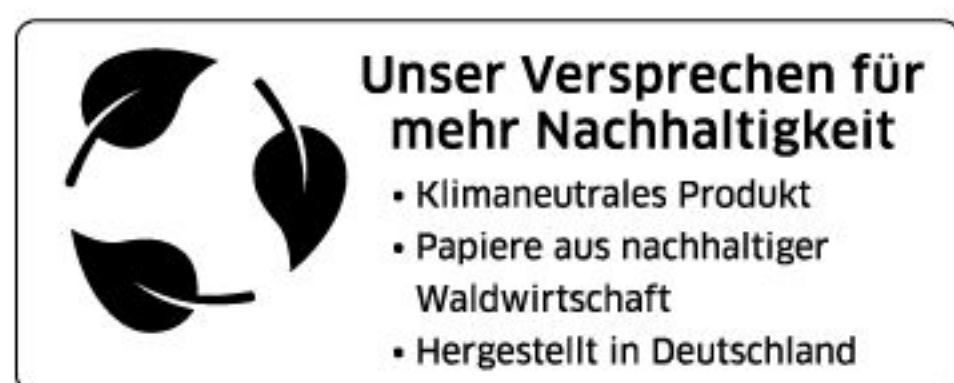 Unser Versprechen für
mehr Nachhaltigkeit
• Klimaneutrales Produkt
• Papiere aus nachhaltiger
Waldwirtschaft
• Hergestellt in Deutschland